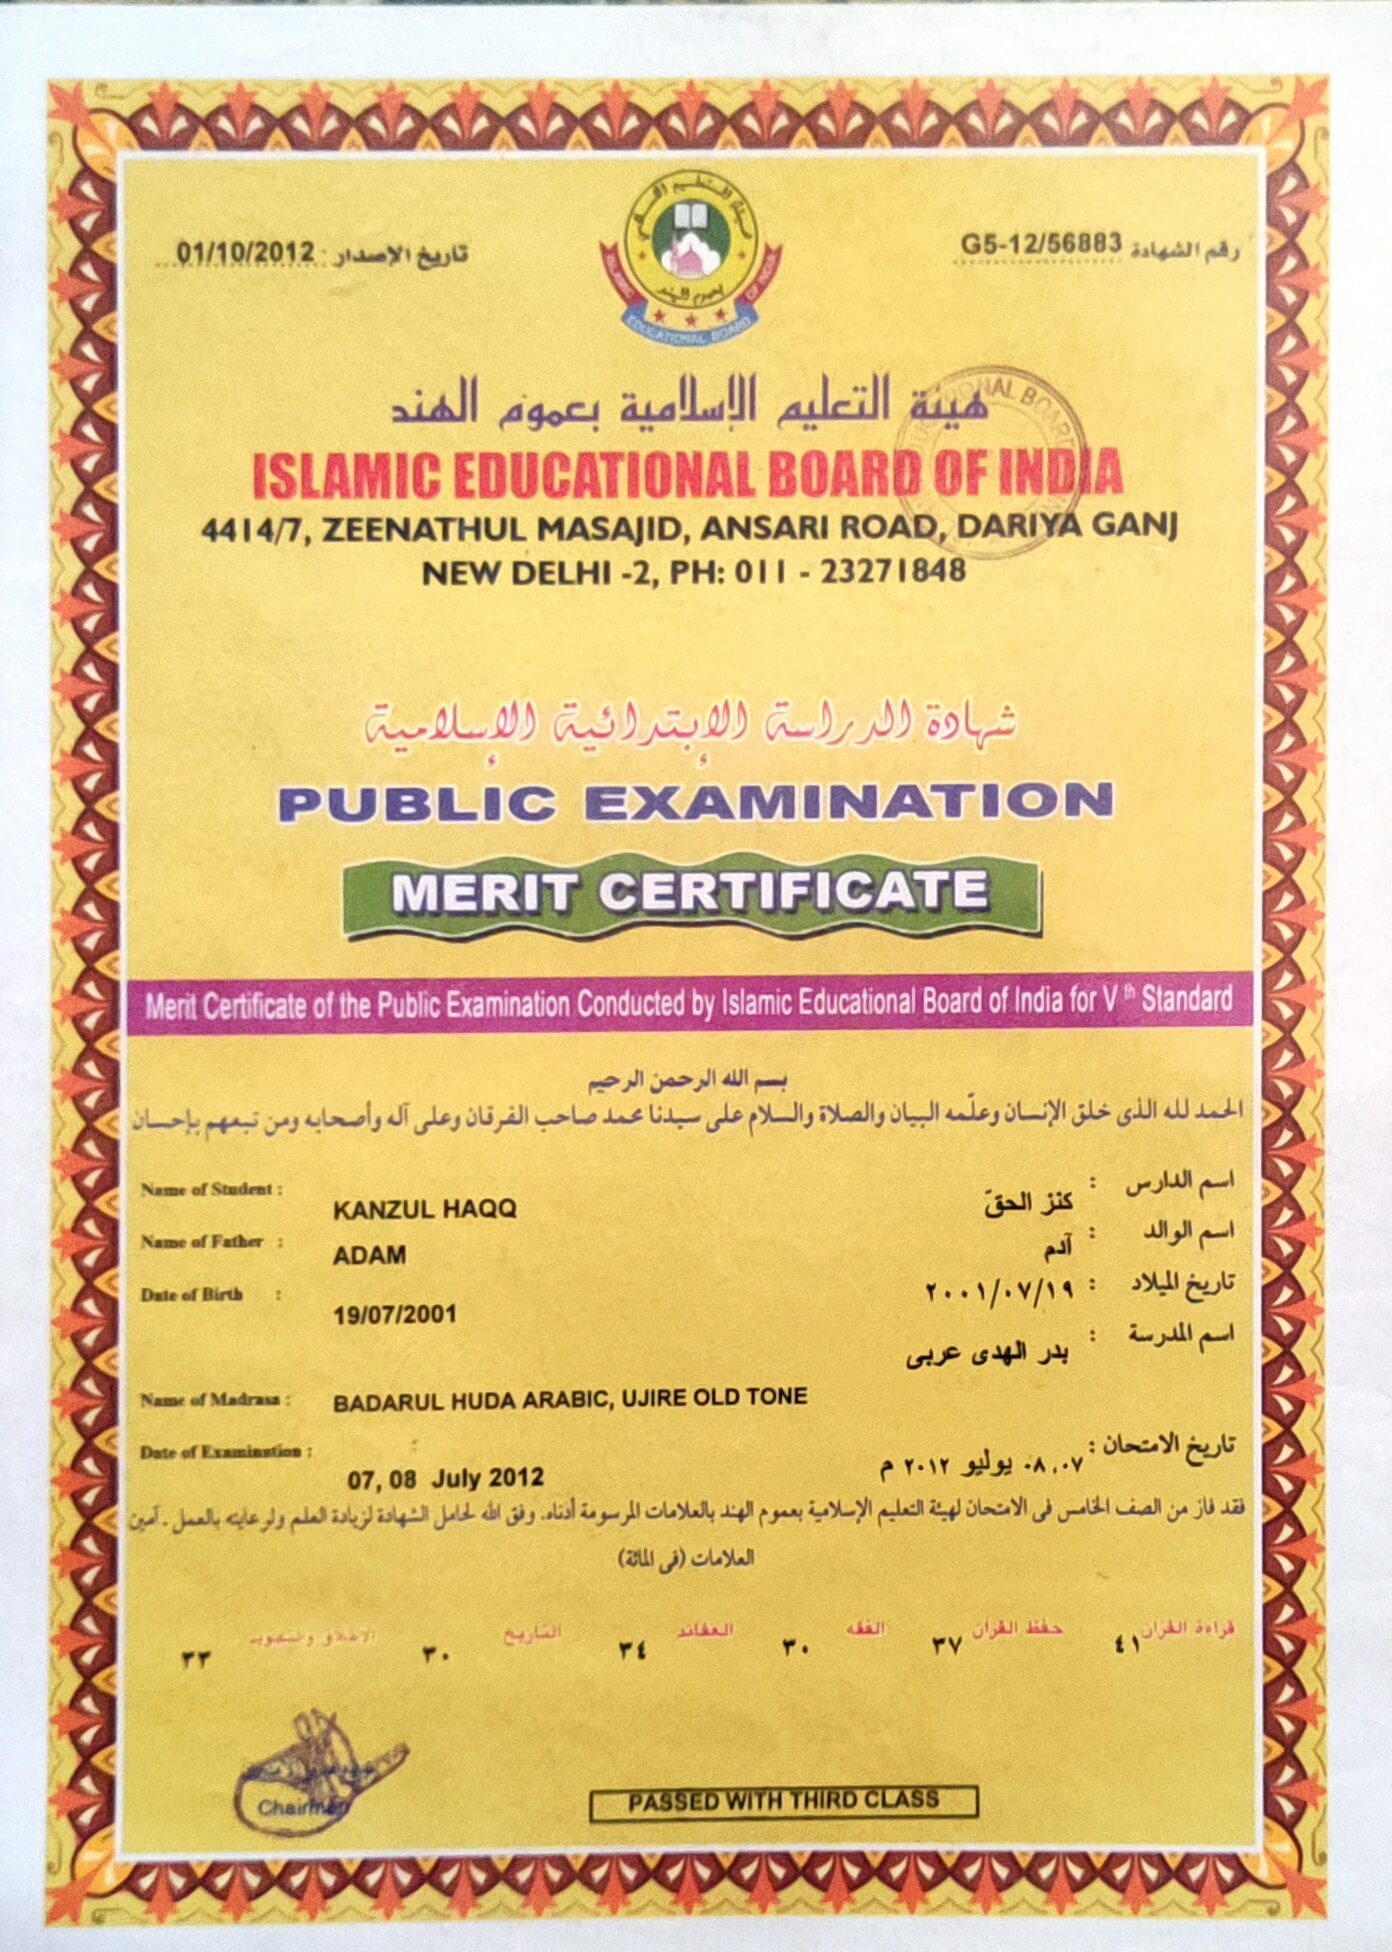 01/10/2012 تاريخ الإصدار
G5-12/56883 رقم الشهادة
هيئة التعليم الإسلامية
بعموم الهند
ISLAMIC EDUCATIONAL BOARD OF INDIA
هيئة التعليم الإسلامية بعموم الهند
ISLAMIC EDUCATIONAL BOARD OF INDIA
4414/7, ZEENATHUL MASAJID, ANSARI ROAD, DARIYA GANJ
NEW DELHI -2, PH: 011 - 23271848
شهادة الدراسة الإبتدائية الإسلامية
PUBLIC EXAMINATION
MERIT CERTIFICATE
Merit Certificate of the Public Examination Conducted by Islamic Educational Board of India for V th Standard
بسم الله الرحمن الرحيم
الحمد لله الذى خلق الإنسان وعلّمه البيان والصلاة والسلام على سيدنا محمد صاحب الفرقان وعلى آله وأصحابه ومن تبعهم بإحسان
Name of Student : KANZUL HAQQ
اسم الدارس : كنز الحقّ
Name of Father : ADAM
اسم الوالد : آدم
Date of Birth : 19/07/2001
تاريخ الميلاد : ٢٠٠١/٠٧/١٩
اسم المدرسة : بدر الهدى عربى
Name of Madrasa : BADARUL HUDA ARABIC, UJIRE OLD TONE
Date of Examination : 07, 08 July 2012
تاريخ الامتحان : ٠٨،٠٧ يوليو ٢٠١٢ م
فقد فاز من الصف الخامس فى الامتحان لهيئة التعليم الإسلامية بعموم الهند بالعلامات المرسومة أدناه. وفق الله لحامل الشهادة لزيادة العلم ولرعايته بالعمل . آمين
العلامات (فى المائة)
قراءة القرآن ٤١ حفظ القرآن ٣٧ الفقه ٣٠ العقائد ٣٤ التاريخ ٣٠ الأخلاق والتجويد ٣٣
Chairman
PASSED WITH THIRD CLASS